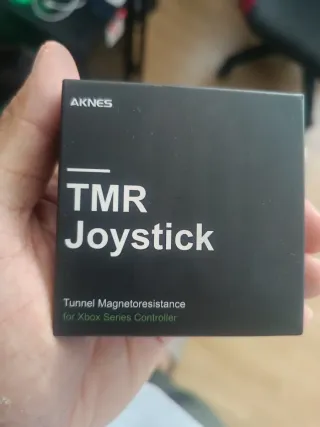 AKNES
TMR
Joystick
Tunnel Magnetoresistance
for Xbox Series Controller